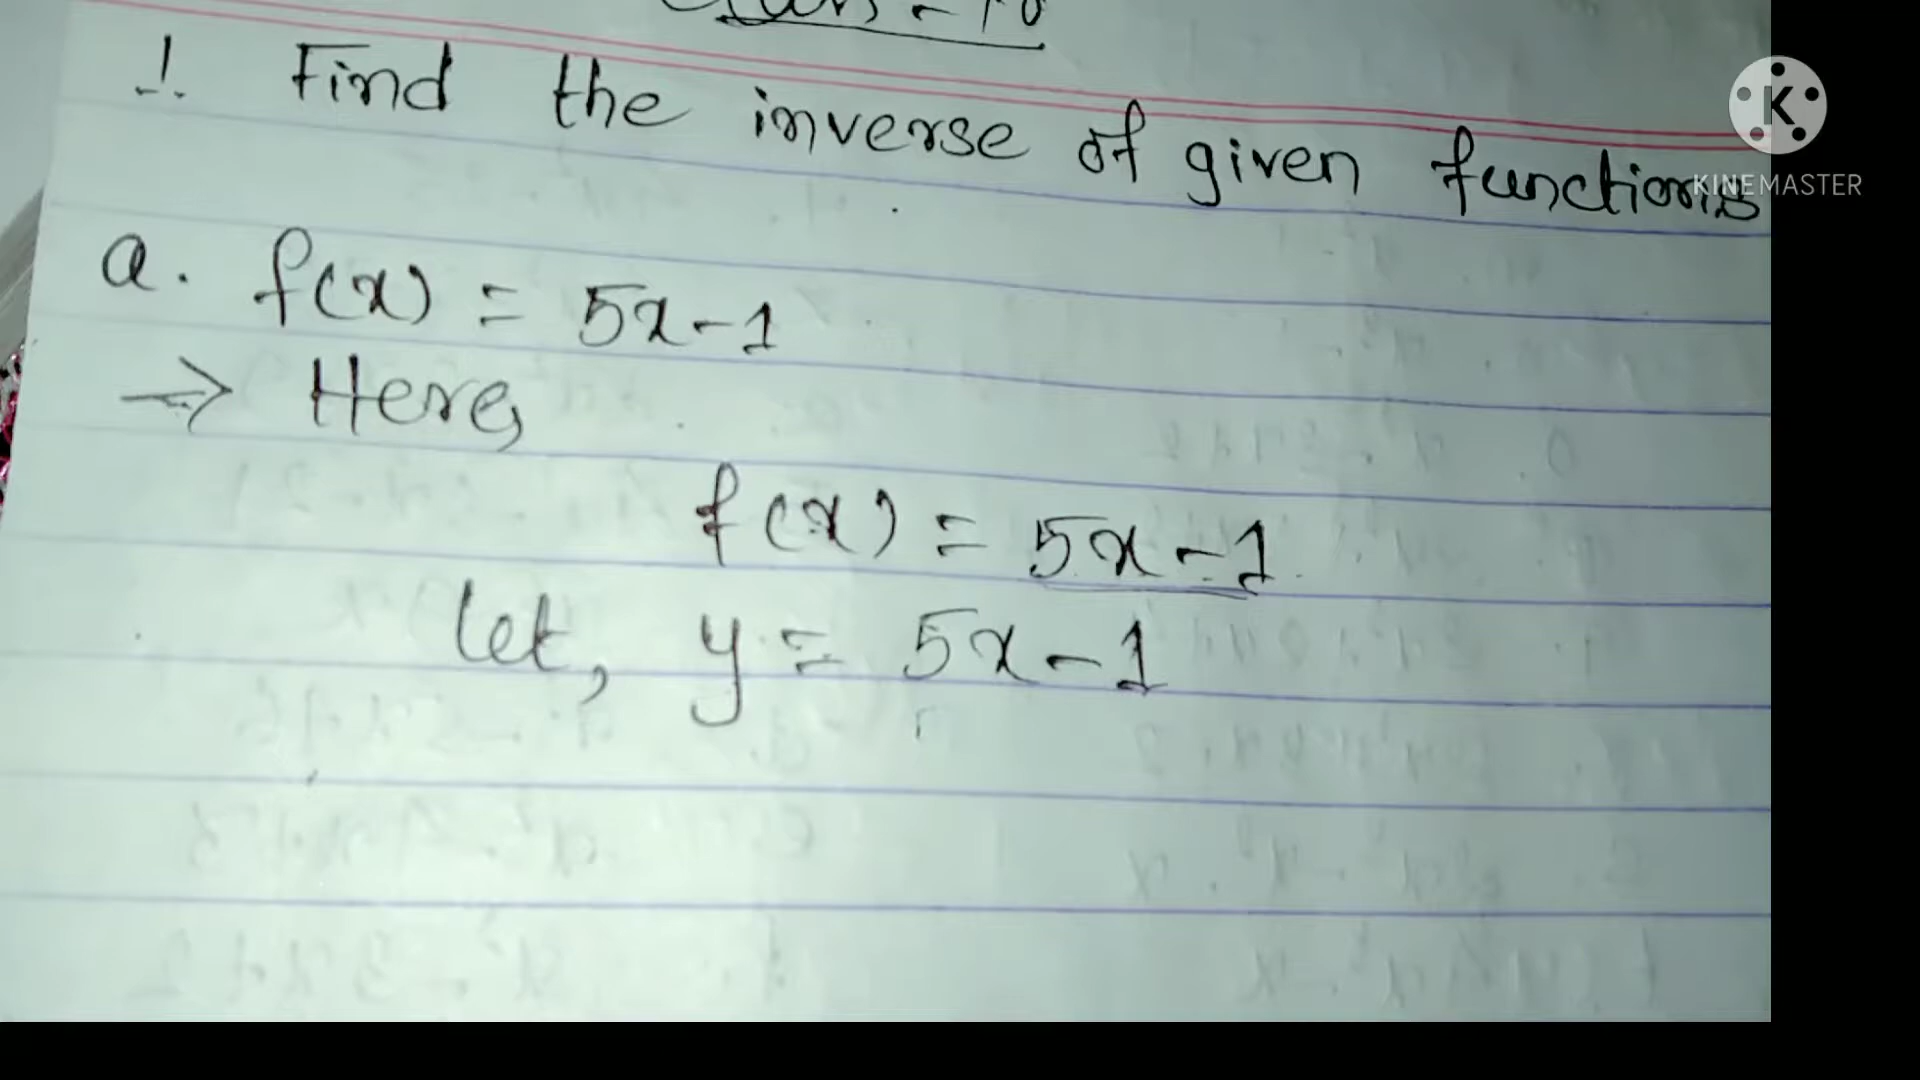 1. Find the inverse of given functions
a. f(x) = 5x-1
→ Here,
f(x) = 5x-1
let, y = 5x-1
K
KINEMASTER